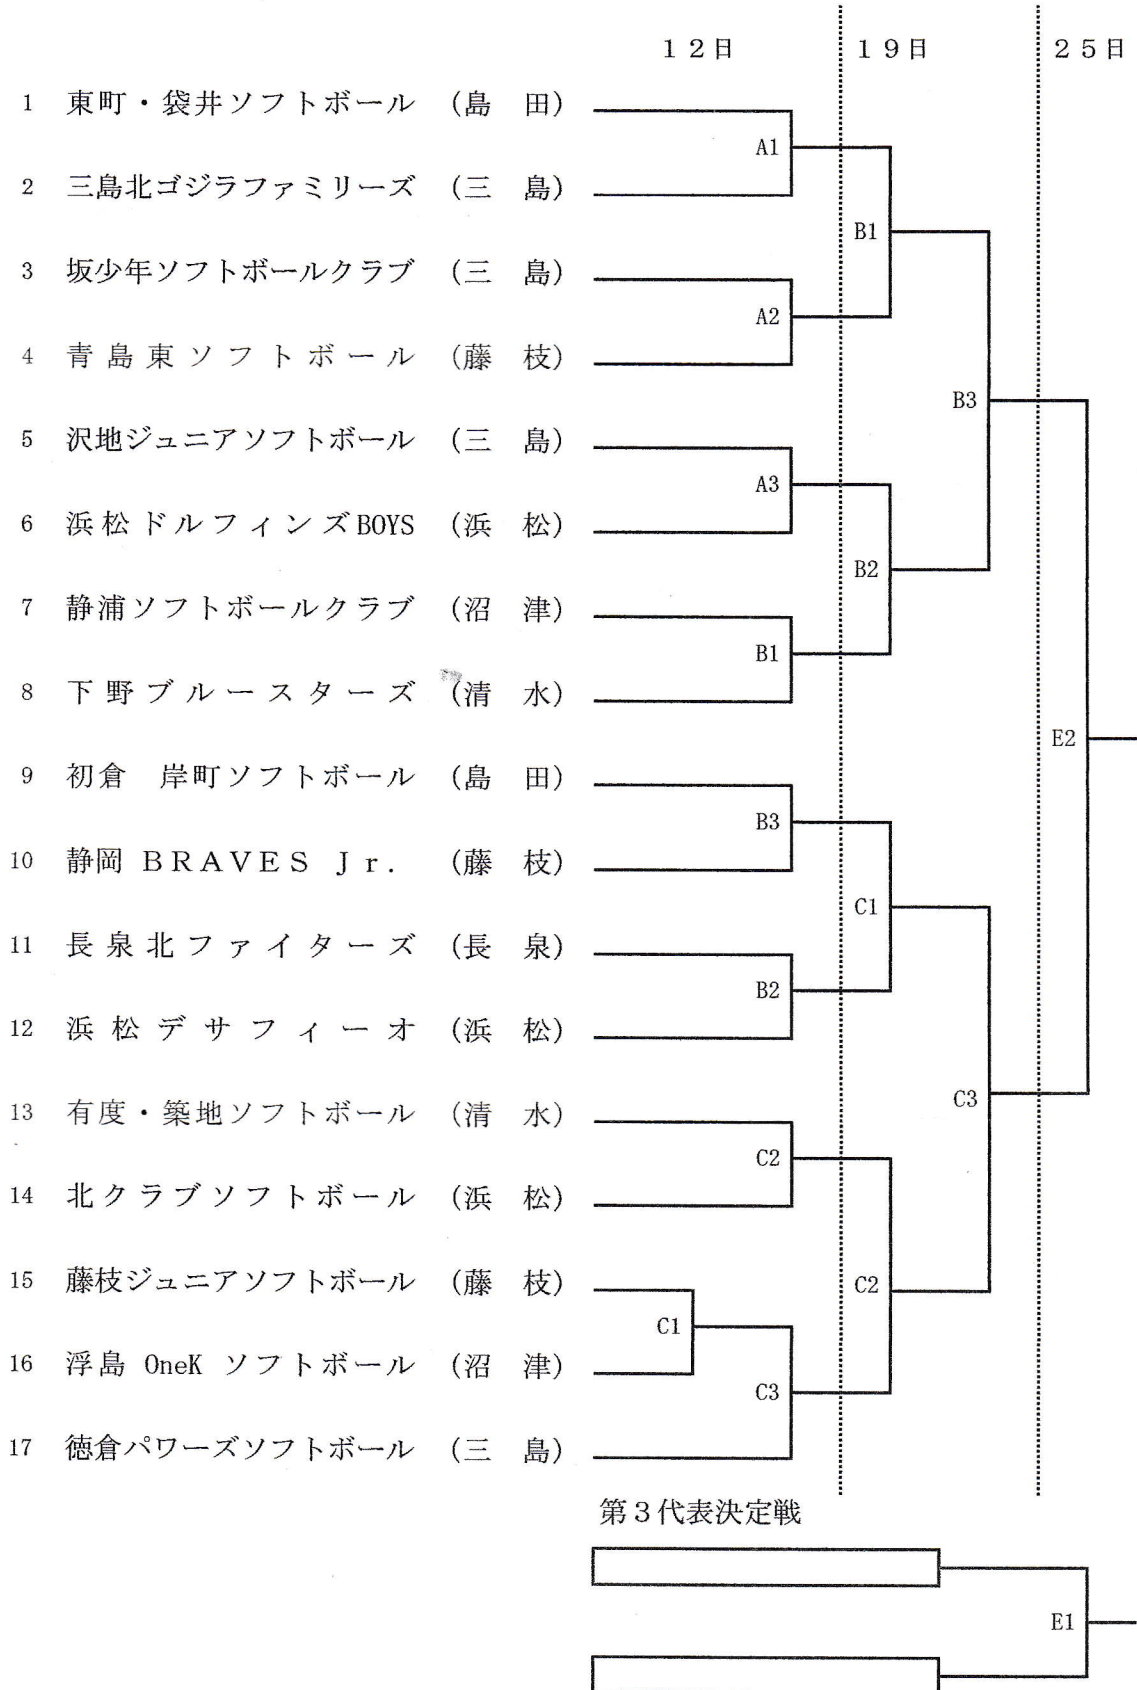 12日 19日 25日
1 東町・袋井ソフトボール (島 田)
A1
2 三島北ゴジラファミリーズ (三 島)
B1
3 坂少年ソフトボールクラブ (三 島)
A2
4 青島東ソフトボール (藤 枝)
B3
5 沢地ジュニアソフトボール (三 島)
A3
6 浜松ドルフィンズBOYS (浜 松)
B2
7 静浦ソフトボールクラブ (沼 津)
B1
8 下野ブルースターズ (清 水)
E2
9 初倉 岸町ソフトボール (島 田)
B3
10 静岡 BRAVES Jr. (藤 枝)
C1
11 長泉北ファイターズ (長 泉)
B2
12 浜松デサフィーオ (浜 松)
C3
13 有度・築地ソフトボール (清 水)
C2
14 北クラブソフトボール (浜 松)
15 藤枝ジュニアソフトボール (藤 枝)
C2
C1
16 浮島 OneK ソフトボール (沼 津)
C3
17 徳倉パワーズソフトボール (三 島)
第3代表決定戦
E1